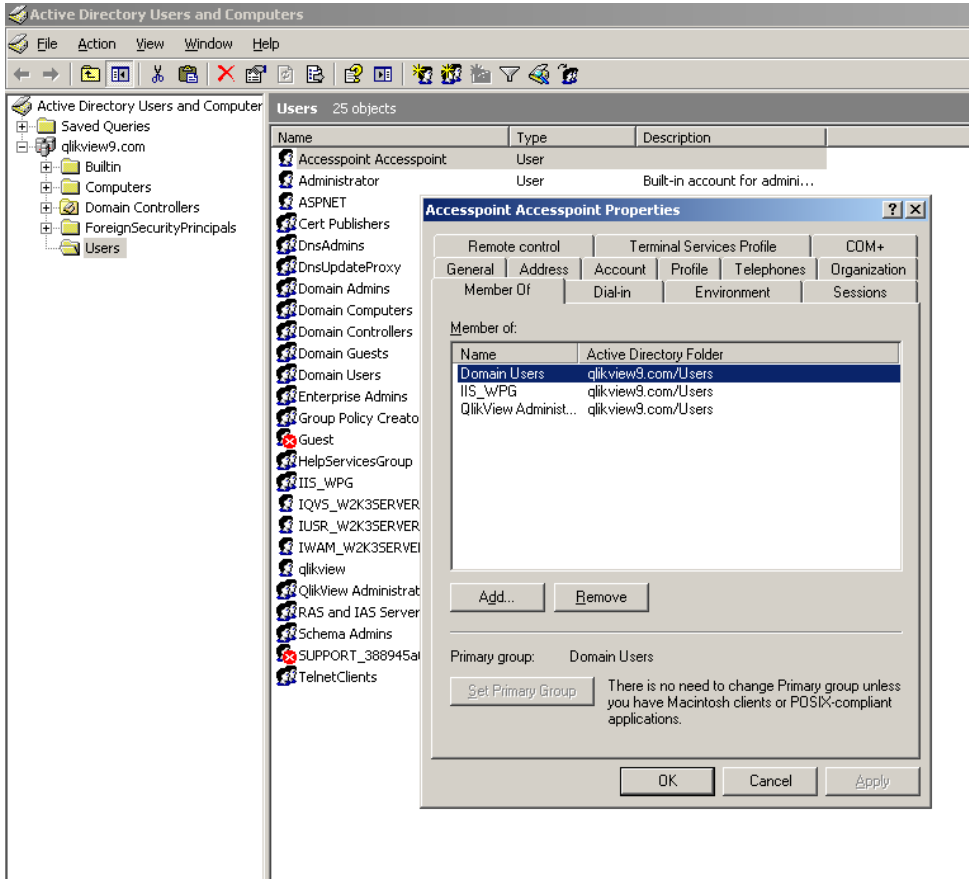 Active Directory Users and Computers
File Action View Window Help
Active Directory Users and Computer
Saved Queries
qlikview9.com
Builtin
Computers
Domain Controllers
ForeignSecurityPrincipals
Users
Users 25 objects
Name Type Description
Accesspoint Accesspoint User
Administrator User Built-in account for admini...
ASPNET
Cert Publishers
DnsAdmins
DnsUpdateProxy
Domain Admins
Domain Computers
Domain Controllers
Domain Guests
Domain Users
Enterprise Admins
Group Policy Creato
Guest
HelpServicesGroup
IIS_WPG
IQVS_W2K3SERVER
IUSR_W2K3SERVER
IWAM_W2K3SERVE
qlikview
QlikView Administrat
RAS and IAS Server
Schema Admins
SUPPORT_388945a
TelnetClients
Accesspoint Accesspoint Properties
Remote control Terminal Services Profile COM+
General Address Account Profile Telephones Organization
Member Of Dial-in Environment Sessions
Member of:
Name Active Directory Folder
Domain Users qlikview9.com/Users
IIS_WPG qlikview9.com/Users
QlikView Administ... qlikview9.com/Users
Add... Remove
Primary group: Domain Users
Set Primary Group
There is no need to change Primary group unless
you have Macintosh clients or POSIX-compliant
applications.
OK Cancel Apply